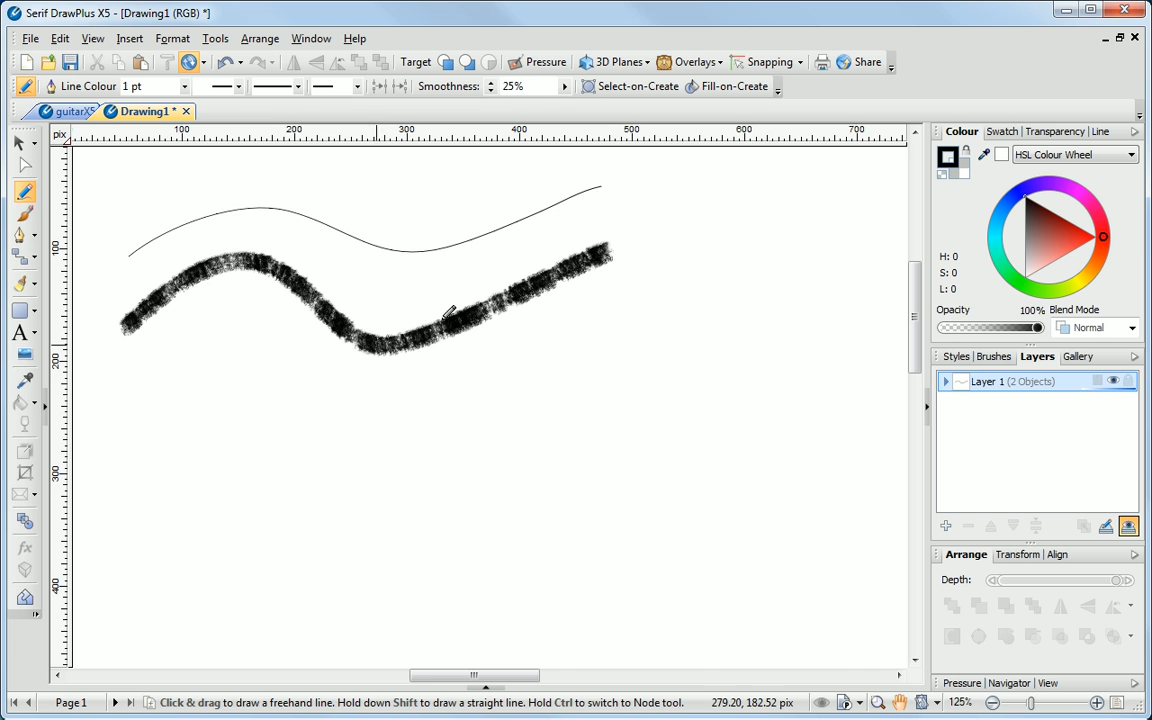 Serif DrawPlus X5 - [Drawing1 (RGB) *]
File Edit View Insert Format Tools Arrange Window Help
Target Pressure 3D Planes Overlays Snapping Share
Line Colour 1 pt Smoothness: 25% Select-on-Create Fill-on-Create
guitarX5 Drawing1 *
pix 100 200 300 400 500 600 700
100
200
300
400
Colour Swatch Transparency Line
HSL Colour Wheel
H: 0
S: 0
L: 0
Opacity 100% Blend Mode
Normal
Styles Brushes Layers Gallery
Layer 1 (2 Objects)
Arrange Transform Align
Depth:
Pressure Navigator View
Page 1 Click & drag to draw a freehand line. Hold down Shift to draw a straight line. Hold Ctrl to switch to Node tool. 279.20, 182.52 pix 125%